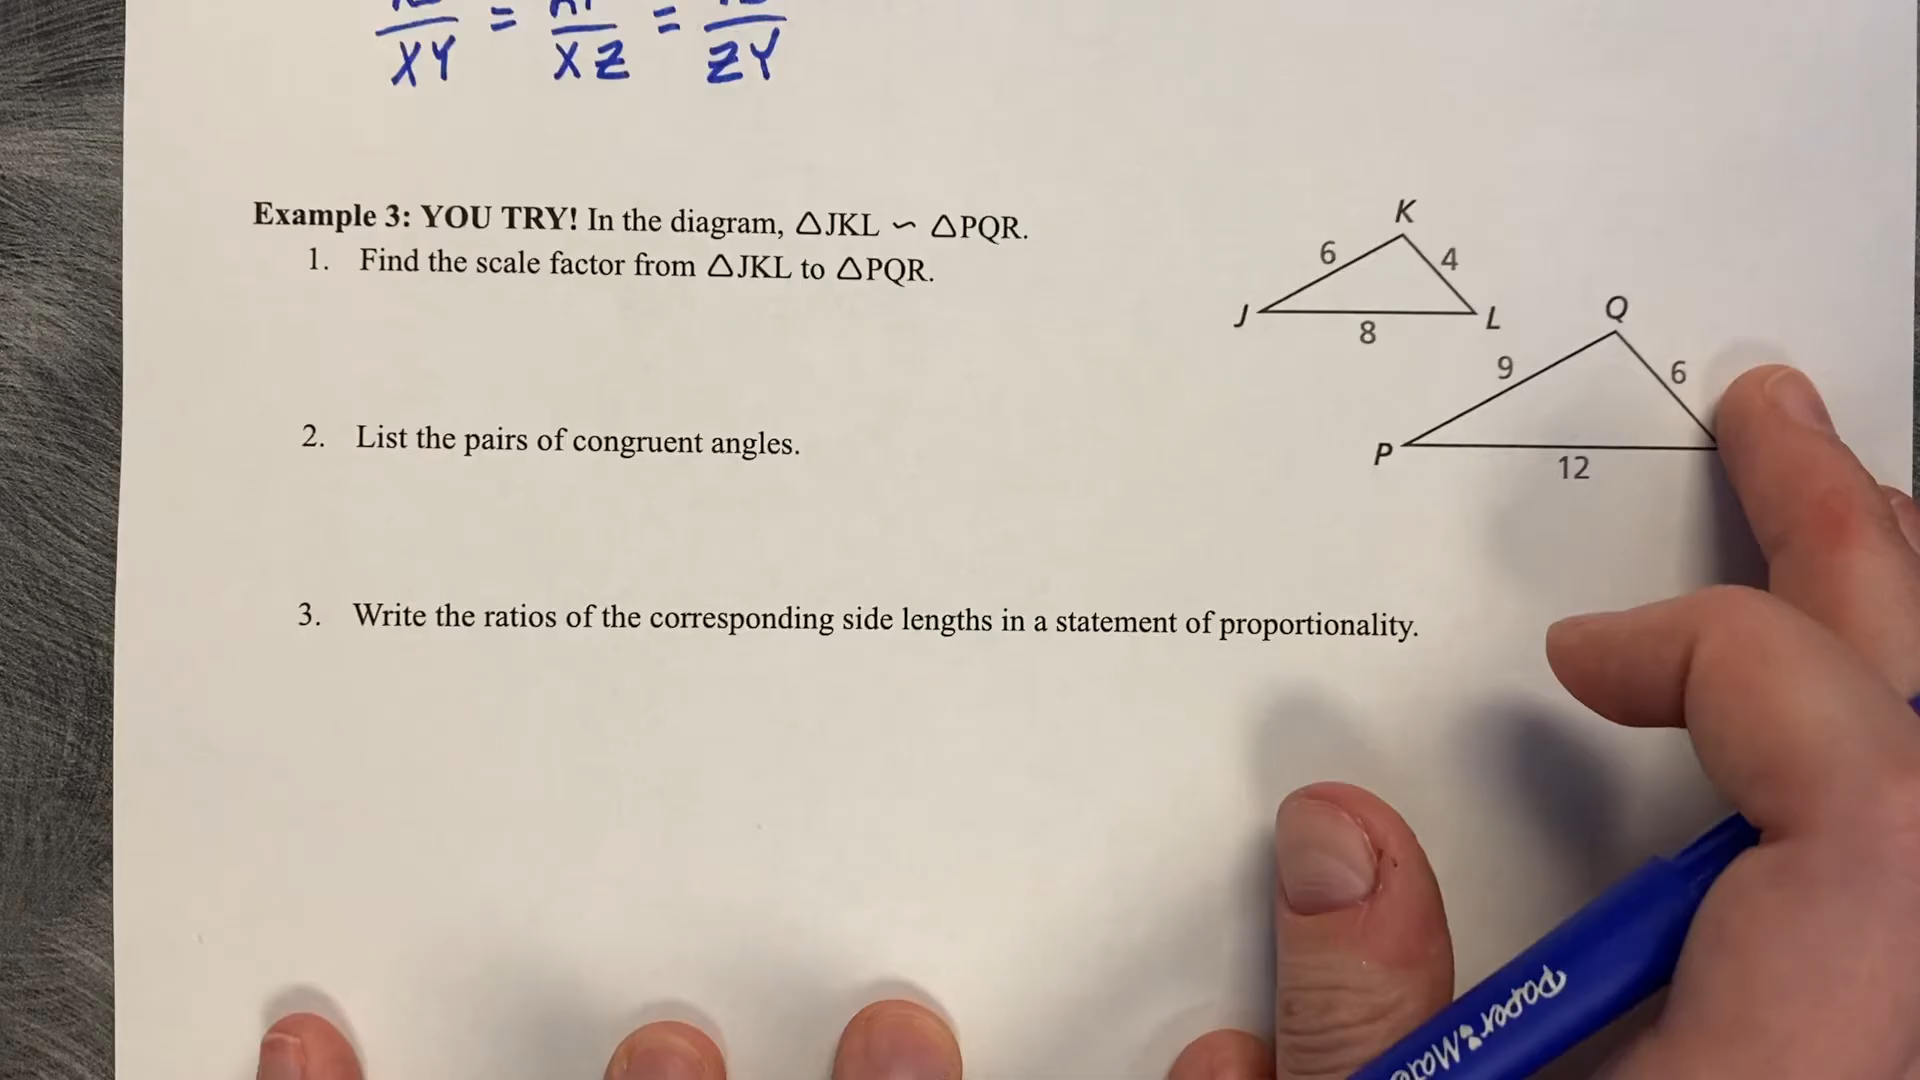 = =
XY XZ ZY
Example 3: YOU TRY! In the diagram, △JKL ∽ △PQR.
1. Find the scale factor from △JKL to △PQR.
K
6 4
J L
8
Q
9 6
P
12
2. List the pairs of congruent angles.
3. Write the ratios of the corresponding side lengths in a statement of proportionality.
Paper Mate